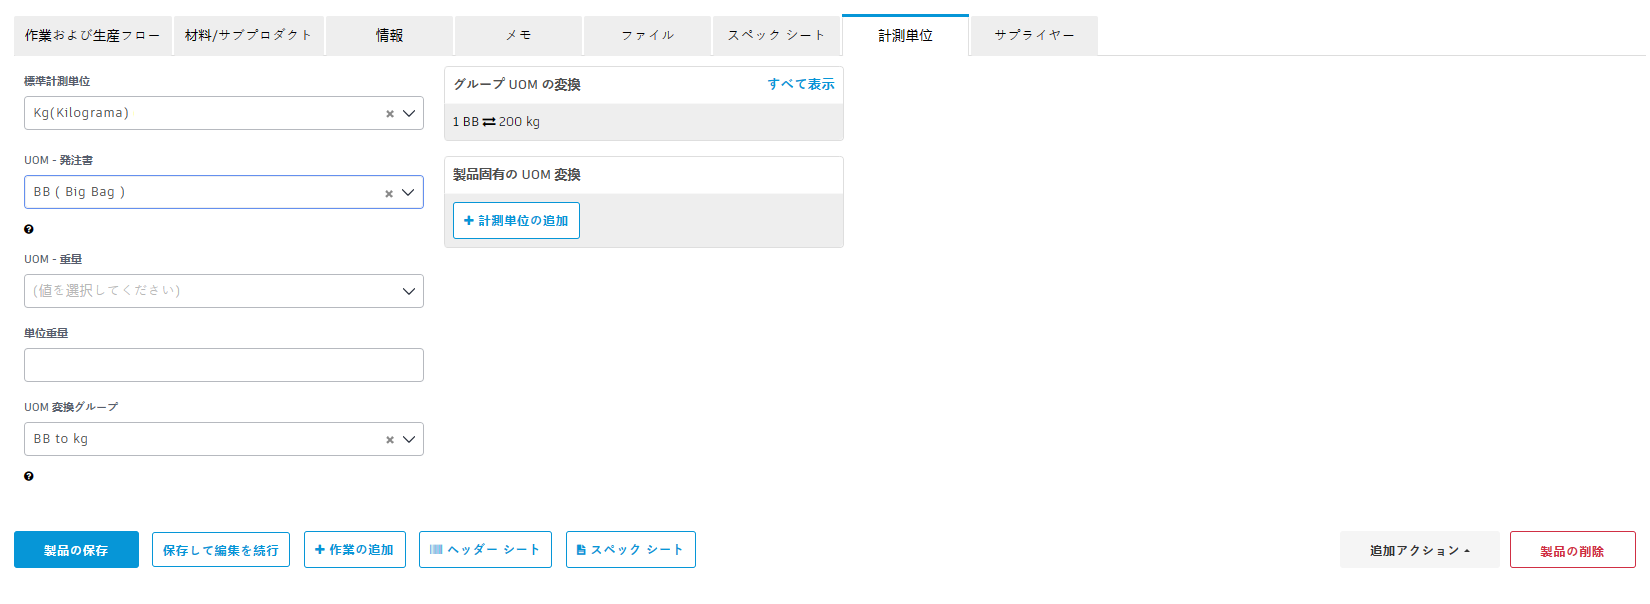 作業および生産フロー 材料/サブプロダクト 情報 メモ ファイル スペック シート 計測単位 サプライヤー
標準計測単位
Kg(Kilograma)
UOM - 発注書
BB ( Big Bag )
UOM - 重量
(値を選択してください)
単位重量
UOM 変換グループ
BB to kg
グループ UOM の変換 すべて表示
1 BB ⇄ 200 kg
製品固有の UOM 変換
+ 計測単位の追加
製品の保存 保存して編集を続行 + 作業の追加 ヘッダー シート スペック シート 追加アクション 製品の削除